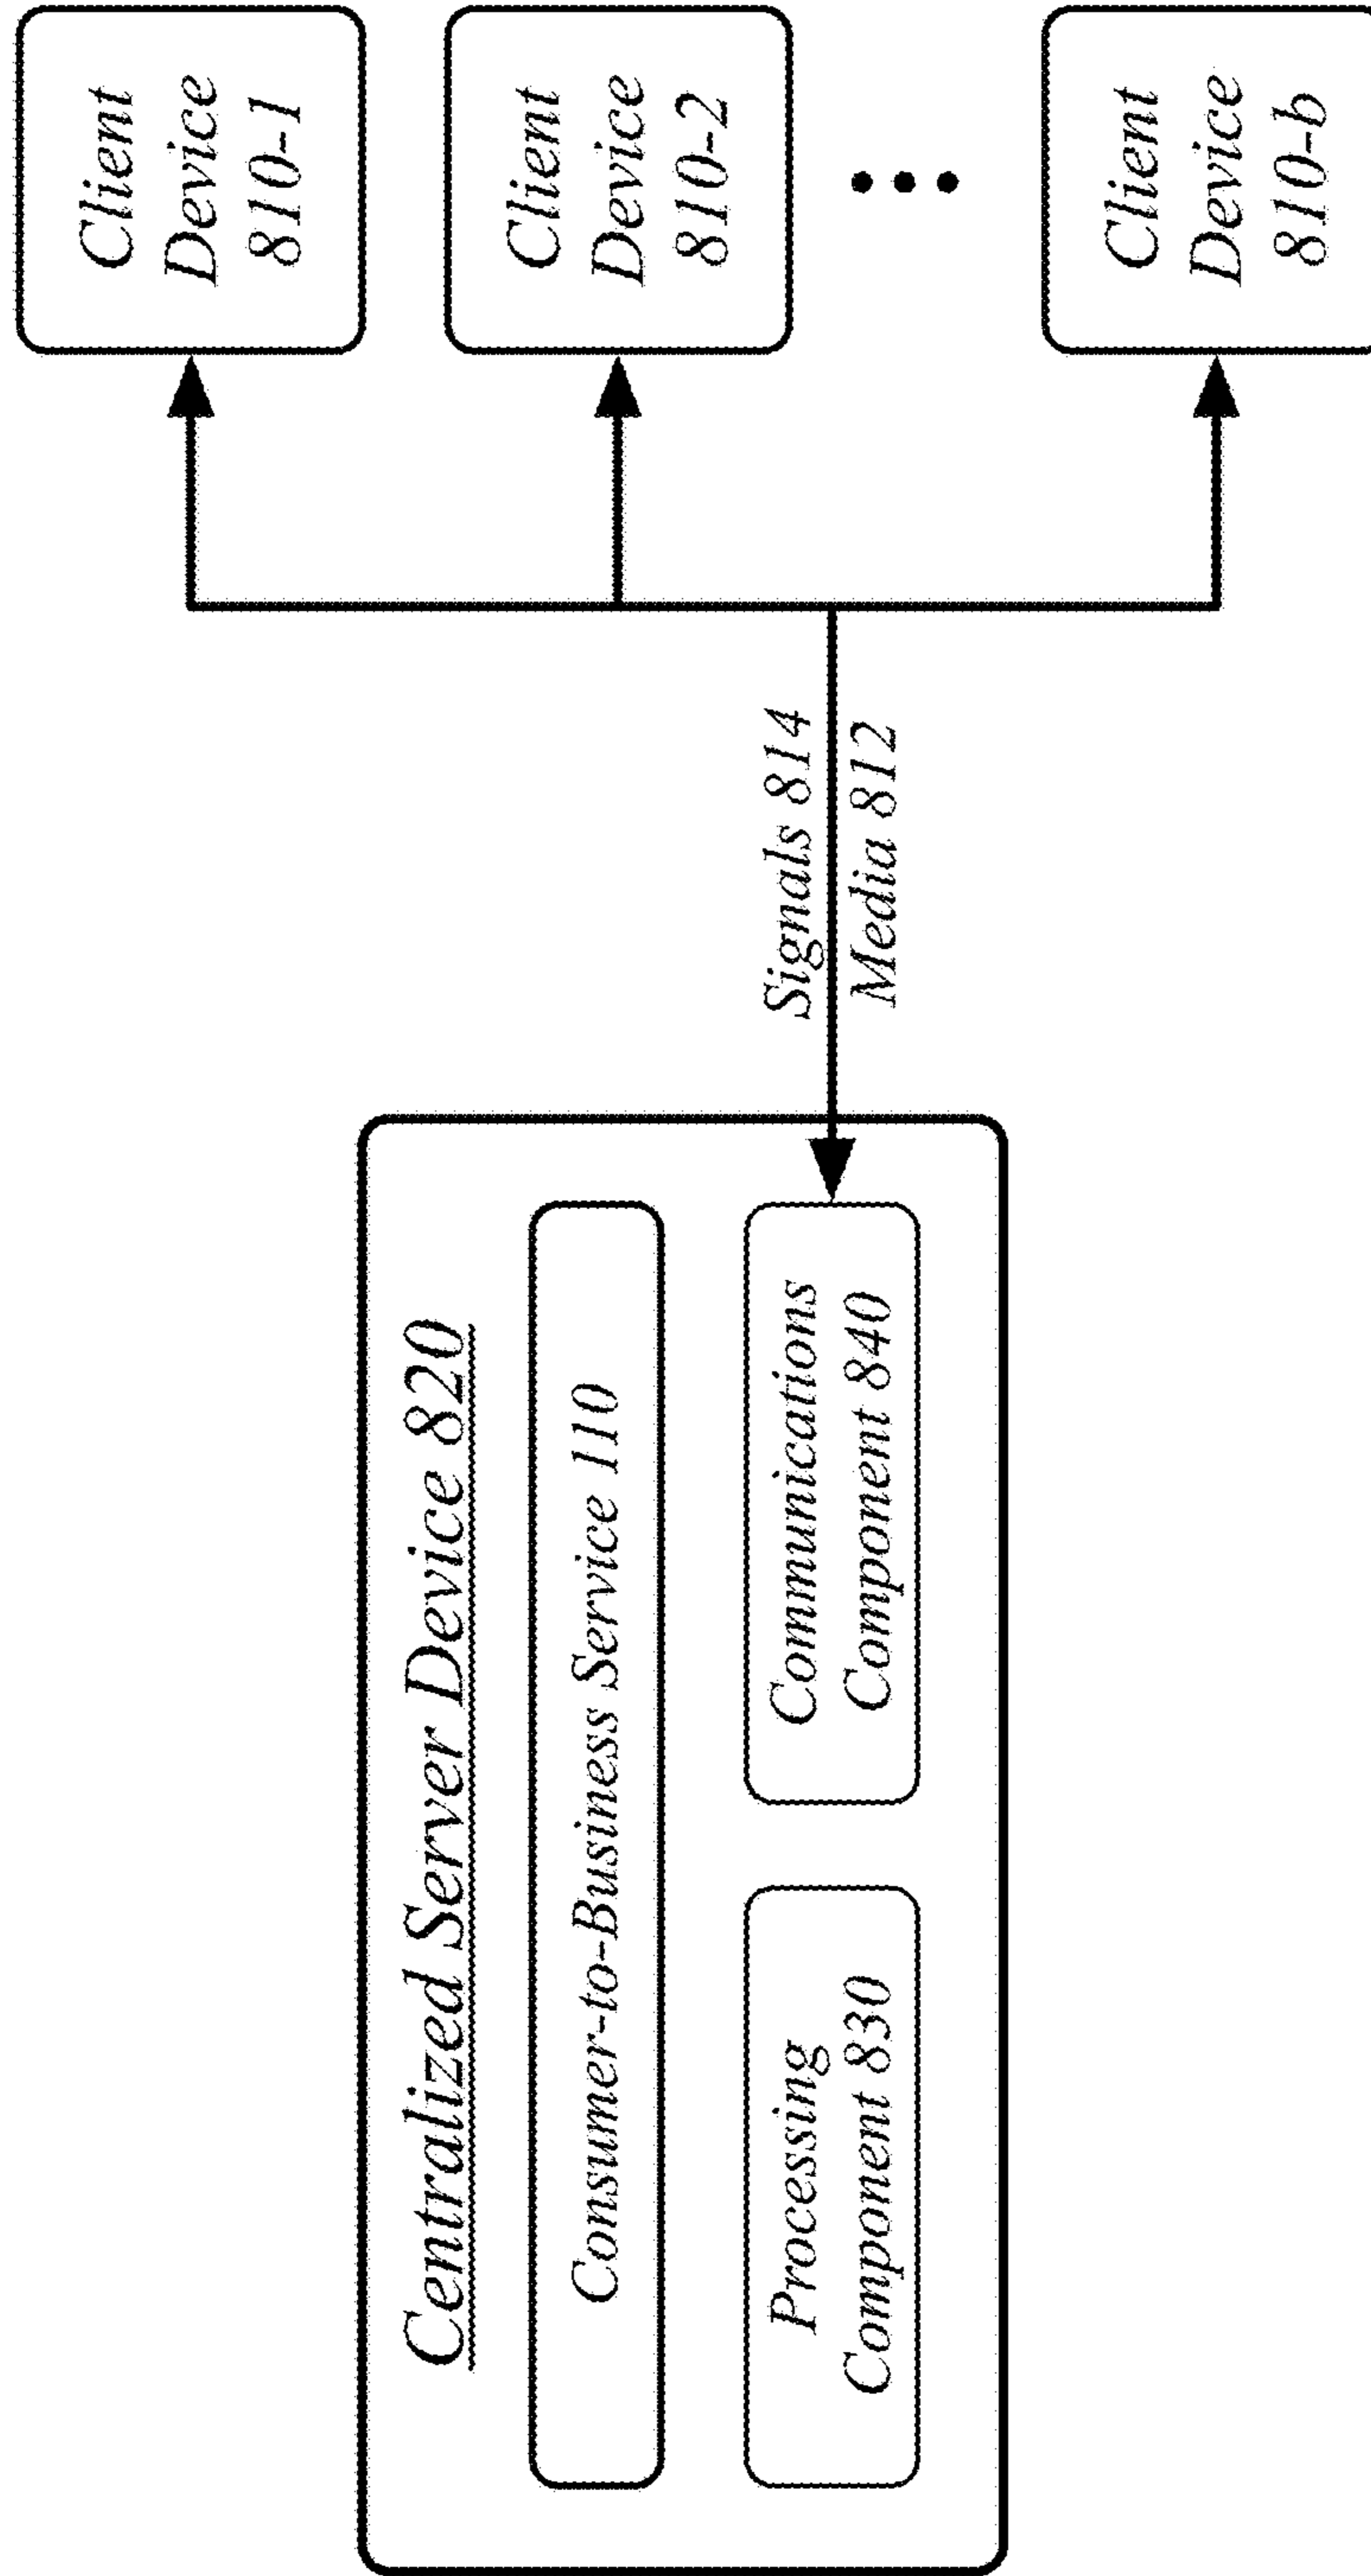 Centralized Server Device 820
Consumer-to-Business Service 110
Processing
Component 830
Communications
Component 840
Signals 814
Media 812
Client
Device
810-1
Client
Device
810-2
Client
Device
810-b